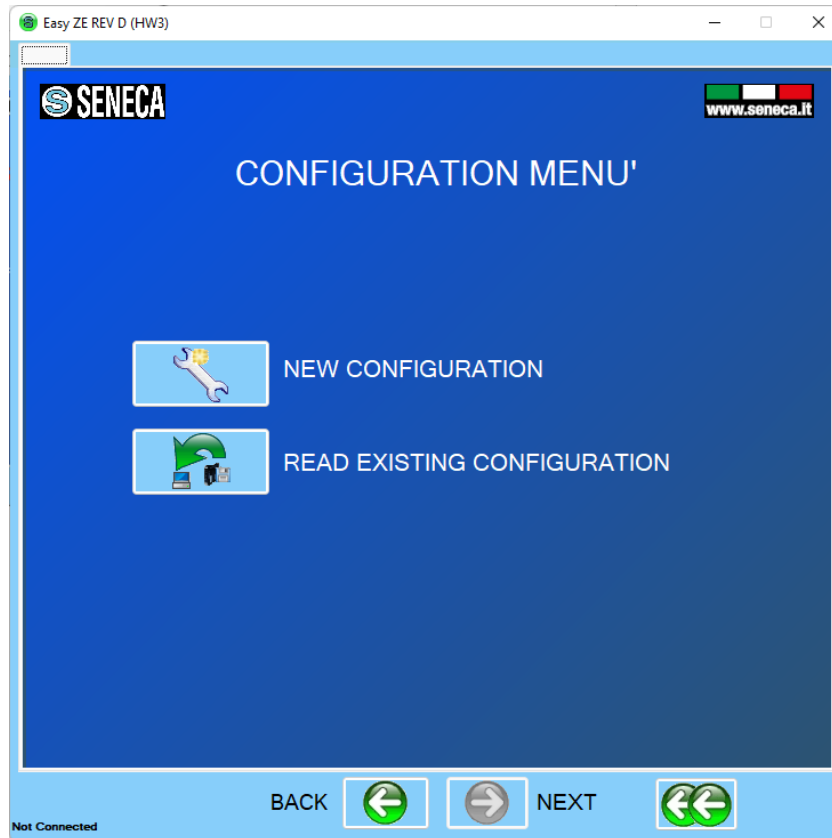 Easy ZE REV D (HW3)
SENECA
www.seneca.it
CONFIGURATION MENU'
NEW CONFIGURATION
READ EXISTING CONFIGURATION
BACK
NEXT
Not Connected